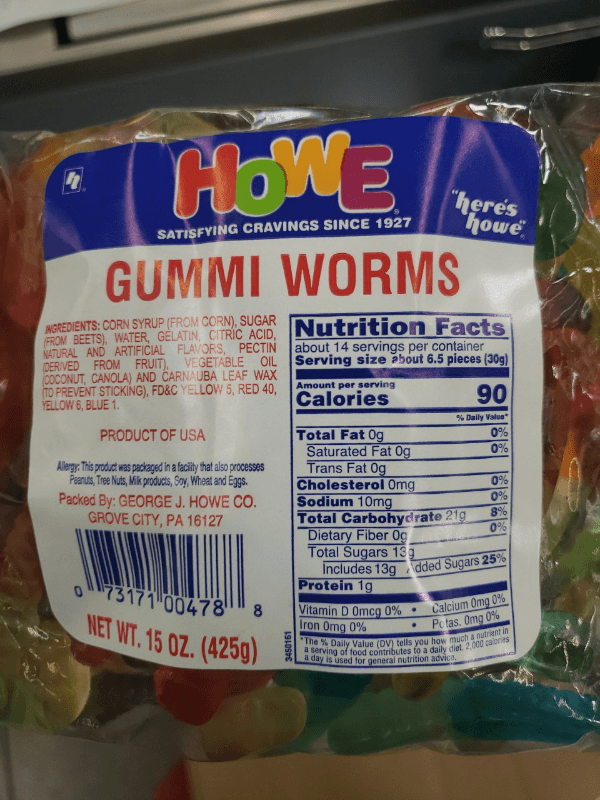 HOWE®
SATISFYING CRAVINGS SINCE 1927
"here's
howe"
GUMMI WORMS
INGREDIENTS: CORN SYRUP (FROM CORN), SUGAR
(FROM BEETS), WATER, GELATIN, CITRIC ACID,
NATURAL AND ARTIFICIAL FLAVORS, PECTIN
(DERIVED FROM FRUIT), VEGETABLE OIL
(COCONUT, CANOLA) AND CARNAUBA LEAF WAX
(TO PREVENT STICKING), FD&C YELLOW 5, RED 40,
YELLOW 6, BLUE 1.
PRODUCT OF USA
Allergy: This product was packaged in a facility that also processes
Peanuts, Tree Nuts, Milk products, Soy, Wheat and Eggs.
Packed By: GEORGE J. HOWE CO.
GROVE CITY, PA 16127
0 73171 00478 8
NET WT. 15 OZ. (425g)
3450161
Nutrition Facts
about 14 servings per container
Serving size about 6.5 pieces (30g)
Amount per serving
Calories 90
% Daily Value*
Total Fat 0g 0%
Saturated Fat 0g 0%
Trans Fat 0g
Cholesterol 0mg 0%
Sodium 10mg 0%
Total Carbohydrate 21g 8%
Dietary Fiber 0g 0%
Total Sugars 13g
Includes 13g Added Sugars 25%
Protein 1g
Vitamin D 0mcg 0% • Calcium 0mg 0%
Iron 0mg 0% • Potas. 0mg 0%
*The % Daily Value (DV) tells you how much a nutrient in
a serving of food contributes to a daily diet. 2,000 calories
a day is used for general nutrition advice.